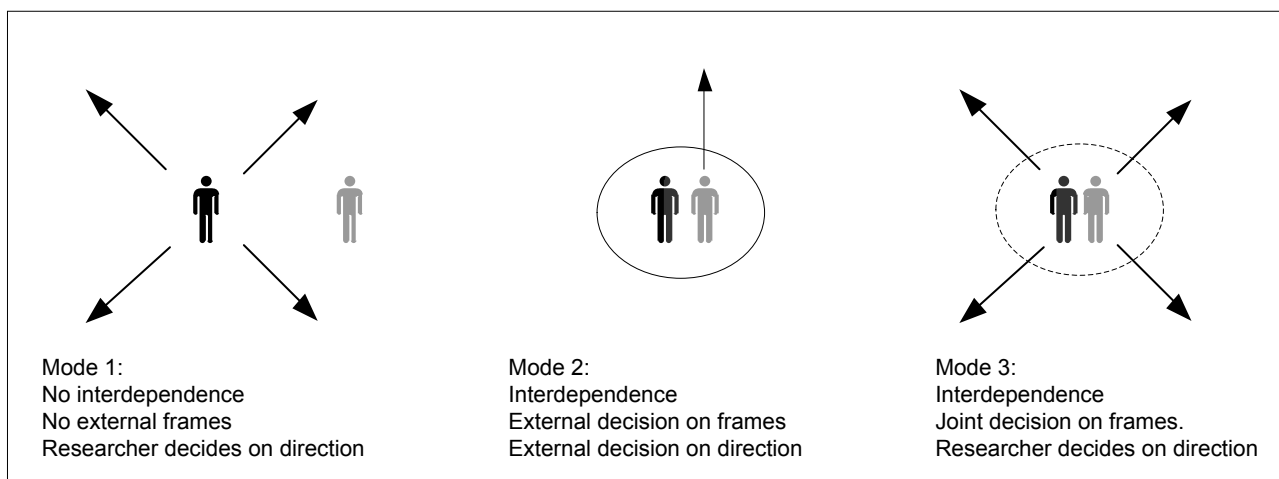 Mode 1:
No interdependence
No external frames
Researcher decides on direction
Mode 2:
Interdependence
External decision on frames
External decision on direction
Mode 3:
Interdependence
Joint decision on frames.
Researcher decides on direction